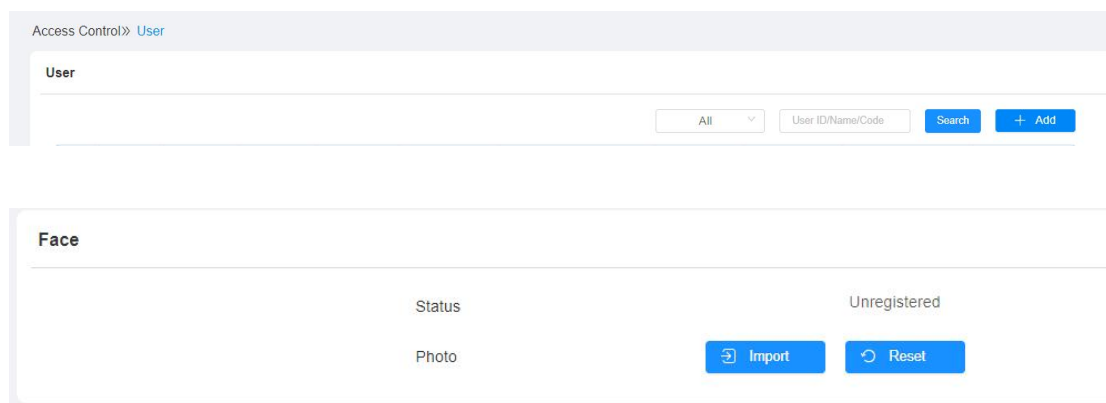 Access Control» User
User
All User ID/Name/Code Search + Add
Face
Status Unregistered
Photo Import Reset